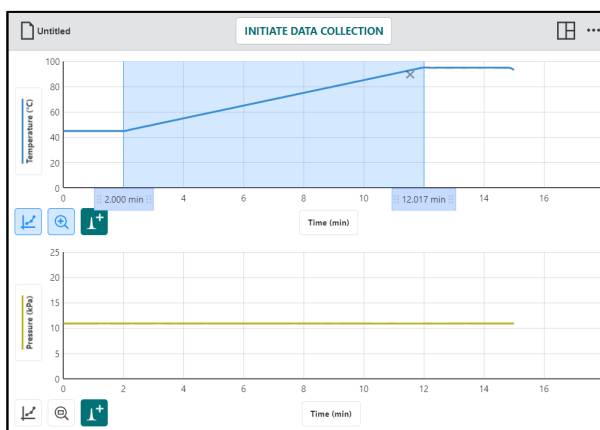 Untitled
INITIATE DATA COLLECTION
Temperature (°C)
100
80
60
40
20
0
0 2 4 6 8 10 12 14 16
2.000 min
12.017 min
Time (min)
Pressure (kPa)
25
20
15
10
5
0
0 2 4 6 8 10 12 14 16
Time (min)